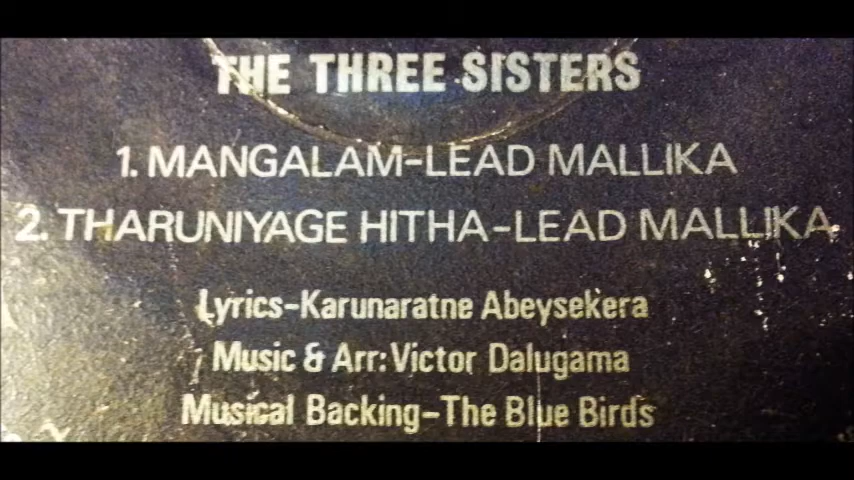 THE THREE SISTERS
1. MANGALAM-LEAD MALLIKA
2. THARUNIYAGE HITHA-LEAD MALLIKA
Lyrics-Karunaratne Abeysekera
Music & Arr: Victor Dalugama
Musical Backing-The Blue Birds